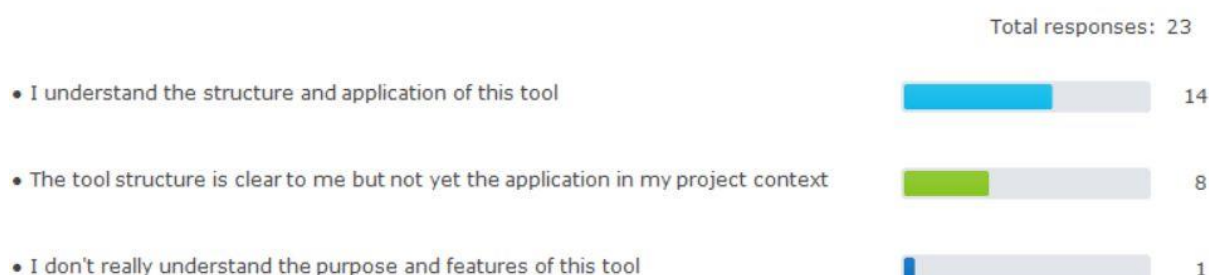 Total responses: 23
• I understand the structure and application of this tool 14
• The tool structure is clear to me but not yet the application in my project context 8
• I don't really understand the purpose and features of this tool 1